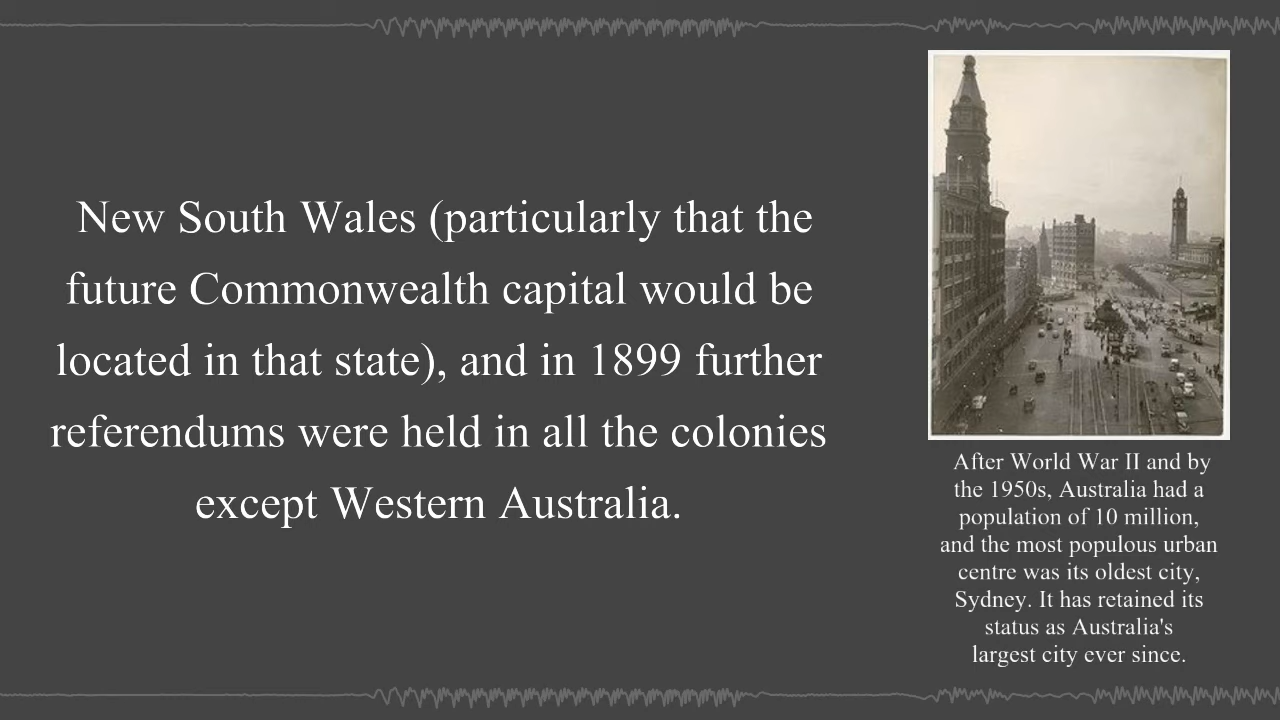 New South Wales (particularly that the
future Commonwealth capital would be
located in that state), and in 1899 further
referendums were held in all the colonies
except Western Australia.
After World War II and by
the 1950s, Australia had a
population of 10 million,
and the most populous urban
centre was its oldest city,
Sydney. It has retained its
status as Australia's
largest city ever since.